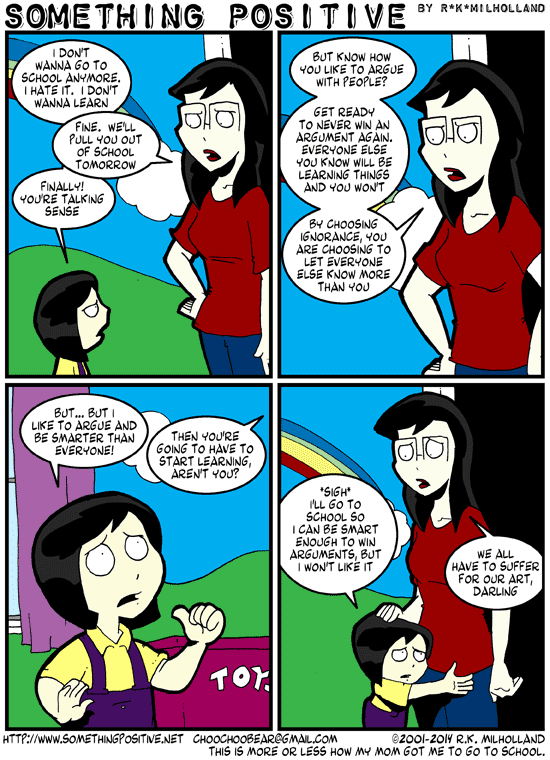 SOMETHING POSITIVE BY R*K*MILHOLLAND
I DON'T
WANNA GO TO
SCHOOL ANYMORE.
I HATE IT. I DON'T
WANNA LEARN
FINE. WE'LL
PULL YOU OUT
OF SCHOOL
TOMORROW
FINALLY!
YOU'RE TALKING
SENSE
BUT KNOW HOW
YOU LIKE TO ARGUE
WITH PEOPLE?
GET READY
TO NEVER WIN AN
ARGUMENT AGAIN.
EVERYONE ELSE
YOU KNOW WILL BE
LEARNING THINGS
AND YOU WON'T
BY CHOOSING
IGNORANCE, YOU
ARE CHOOSING TO
LET EVERYONE
ELSE KNOW MORE
THAN YOU
BUT... BUT I
LIKE TO ARGUE AND
BE SMARTER THAN
EVERYONE!
THEN YOU'RE
GOING TO HAVE TO
START LEARNING,
AREN'T YOU?
TOYS
*SIGH*
I'LL GO TO
SCHOOL SO
I CAN BE SMART
ENOUGH TO WIN
ARGUMENTS, BUT
I WON'T LIKE IT
WE ALL
HAVE TO SUFFER
FOR OUR ART,
DARLING
HTTP://WWW.SOMETHINGPOSITIVE.NET CHOOCHOOBEAR@GMAIL.COM ©2001-2014 R.K. MILHOLLAND
THIS IS MORE OR LESS HOW MY MOM GOT ME TO GO TO SCHOOL.